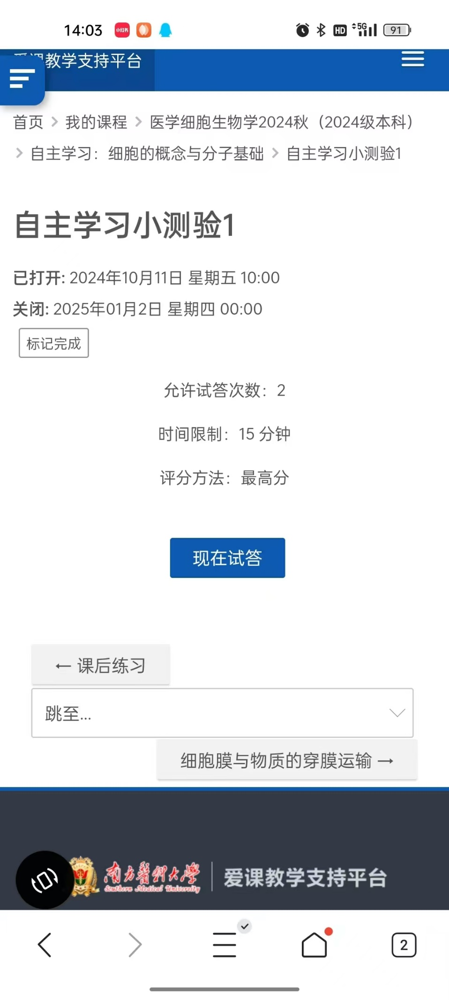 14:03 小红书 HD 5G 91
爱课教学支持平台
首页 > 我的课程 > 医学细胞生物学2024秋（2024级本科）
> 自主学习：细胞的概念与分子基础 > 自主学习小测验1
自主学习小测验1
已打开: 2024年10月11日 星期五 10:00
关闭: 2025年01月2日 星期四 00:00
标记完成
允许试答次数：2
时间限制：15 分钟
评分方法：最高分
现在试答
← 课后练习
跳至...
细胞膜与物质的穿膜运输 →
南方醫科大學 | 爱课教学支持平台
Southern Medical University
2